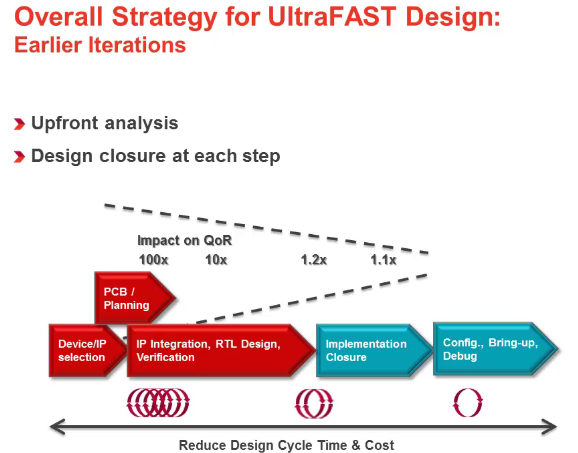 Overall Strategy for UltraFAST Design:
Earlier Iterations
Upfront analysis
Design closure at each step
Impact on QoR
100x 10x 1.2x 1.1x
PCB /
Planning
Device/IP
selection
IP Integration, RTL Design,
Verification
Implementation
Closure
Config., Bring-up,
Debug
Reduce Design Cycle Time & Cost